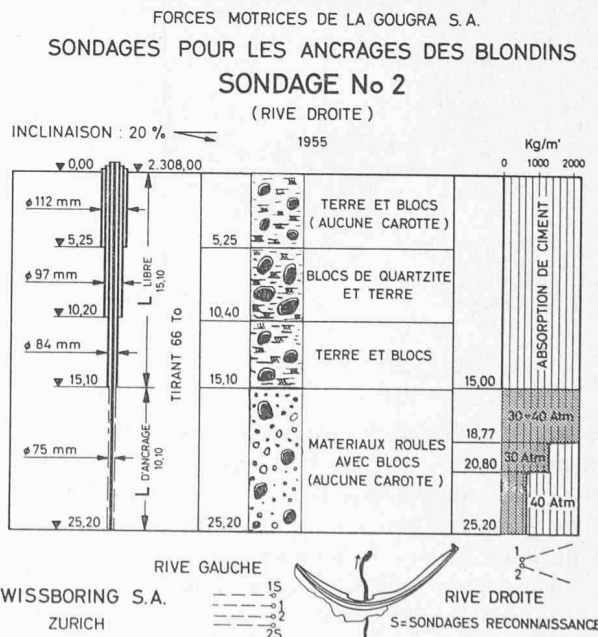 FORCES MOTRICES DE LA GOUGRA S.A.
SONDAGES POUR LES ANCRAGES DES BLONDINS
SONDAGE No 2
(RIVE DROITE)
INCLINAISON : 20 %
1955
Kg/m'
0 1000 2000
0,00
2.308,00
ø 112 mm
5,25
ø 97 mm
10,20
ø 84 mm
15,10
ø 75 mm
25,20
L LIBRE
15,10
L D'ANCRAGE
10,10
TIRANT 66 To
5,25
10,40
15,10
25,20
TERRE ET BLOCS
(AUCUNE CAROTTE)
BLOCS DE QUARTZITE
ET TERRE
TERRE ET BLOCS
MATERIAUX ROULES
AVEC BLOCS
(AUCUNE CAROTTE)
ABSORPTION DE CIMENT
15,00
18,77
20,80
25,20
30÷40 Atm
30 Atm
40 Atm
RIVE GAUCHE
1S
1
2
2S
SWISSBORING S.A.
ZURICH
1
2
RIVE DROITE
S=SONDAGES RECONNAISSANCE